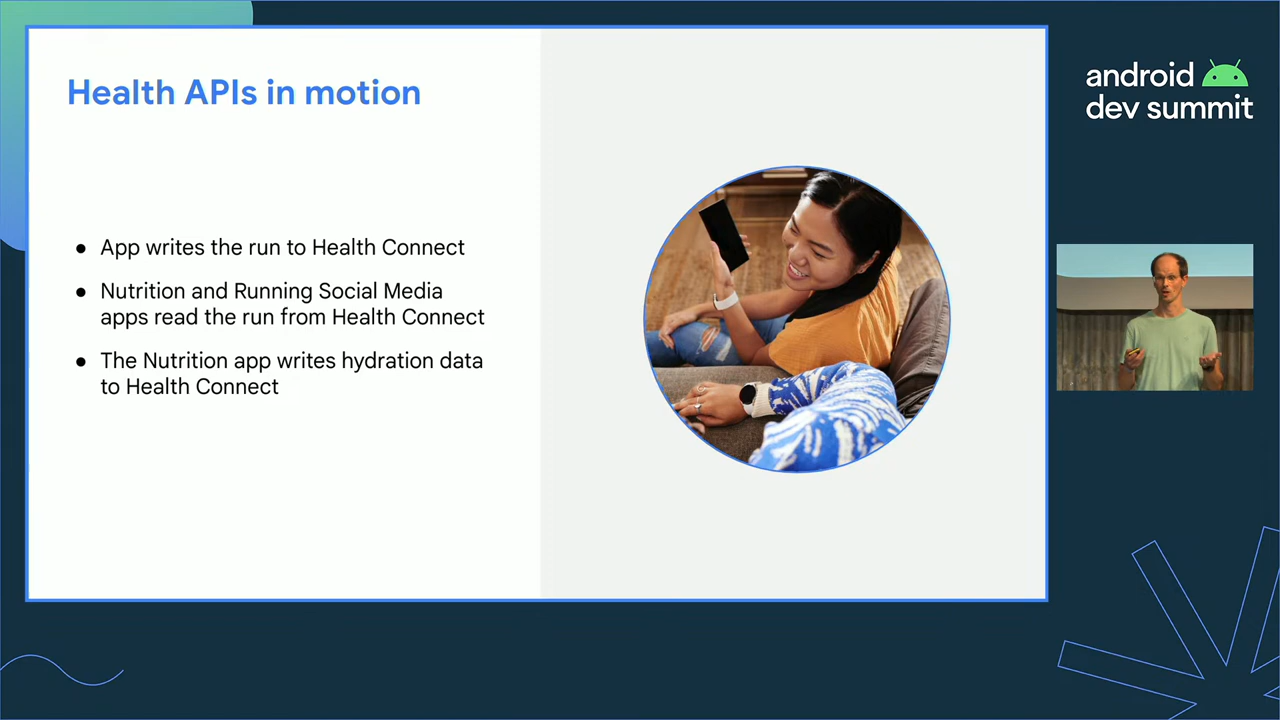 Health APIs in motion
● App writes the run to Health Connect
● Nutrition and Running Social Media
apps read the run from Health Connect
● The Nutrition app writes hydration data
to Health Connect
android
dev summit